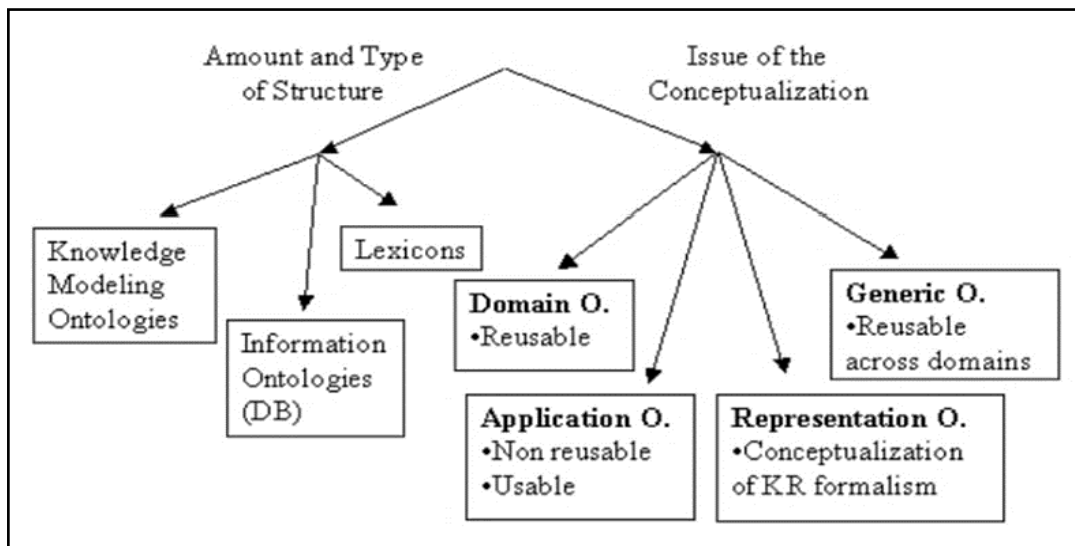 Amount and Type
of Structure
Issue of the
Conceptualization
Knowledge
Modeling
Ontologies
Lexicons
Information
Ontologies
(DB)
Domain O.
•Reusable
Generic O.
•Reusable
across domains
Application O.
•Non reusable
•Usable
Representation O.
•Conceptualization
of KR formalism